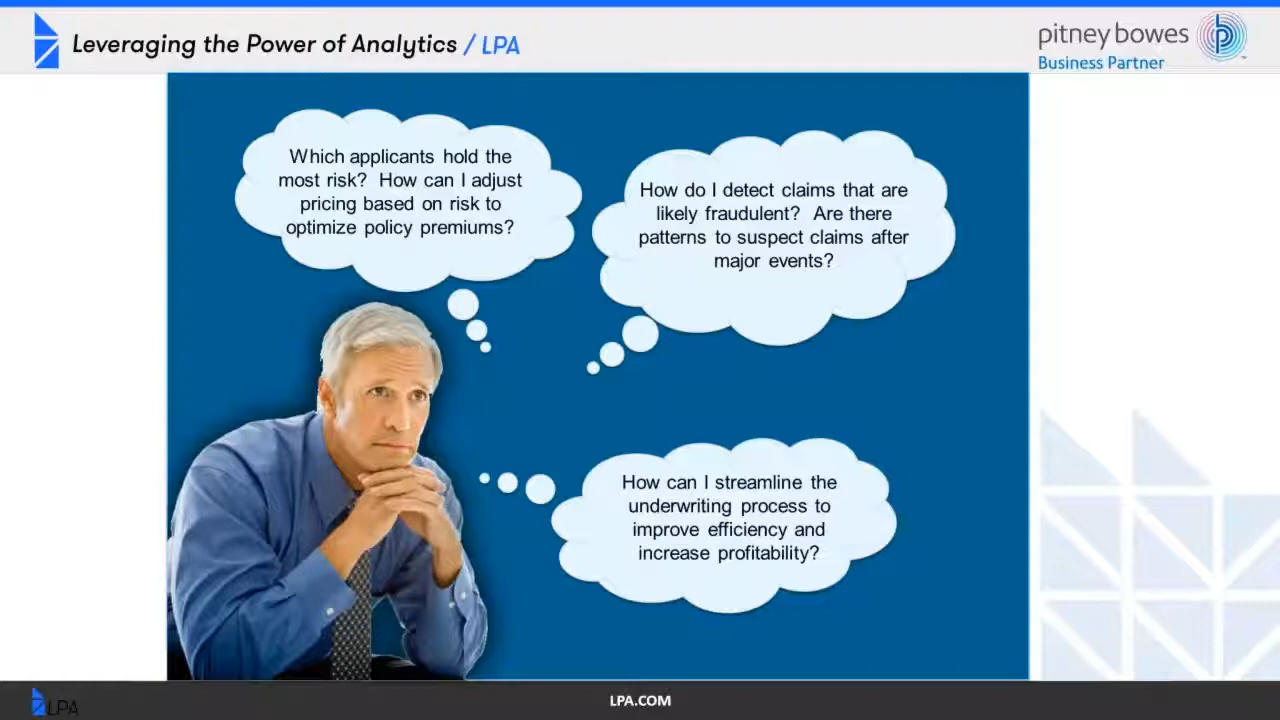 Leveraging the Power of Analytics / LPA
pitney bowes
Business Partner
Which applicants hold the
most risk? How can I adjust
pricing based on risk to
optimize policy premiums?
How do I detect claims that are
likely fraudulent? Are there
patterns to suspect claims after
major events?
How can I streamline the
underwriting process to
improve efficiency and
increase profitability?
LPA
LPA.COM